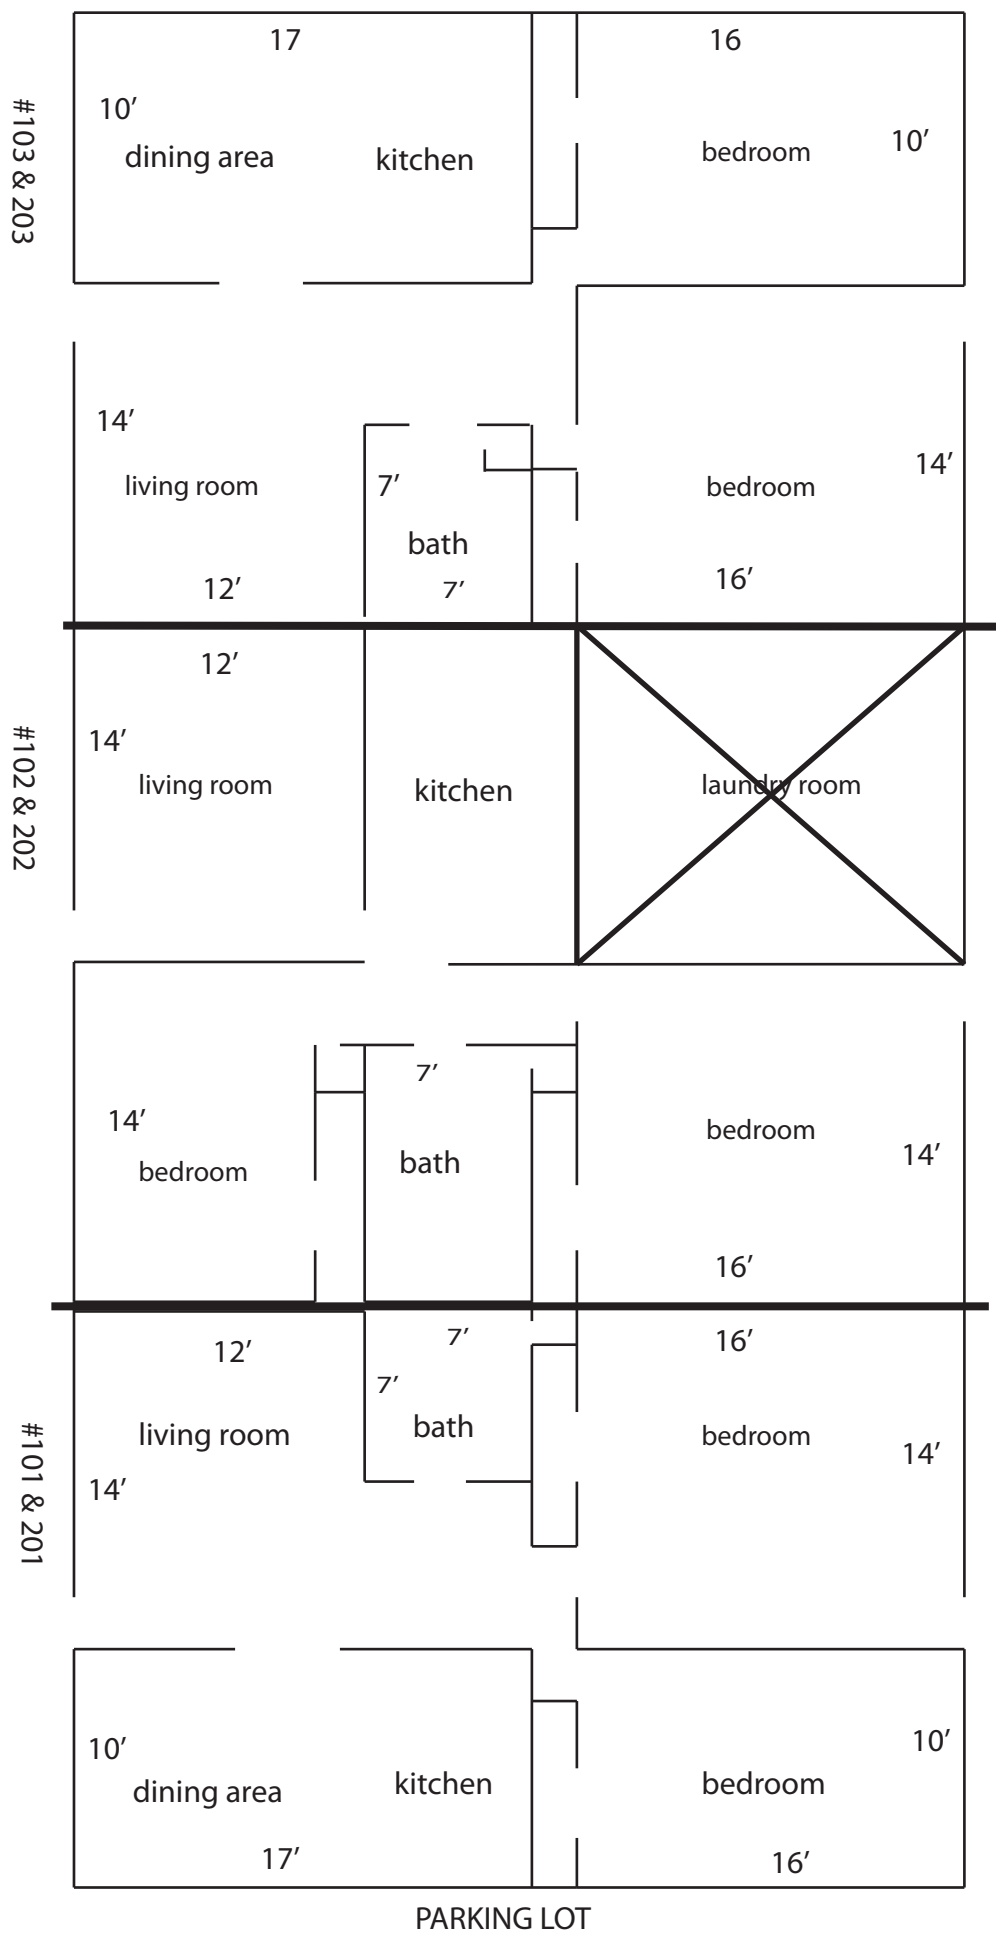 #103 & 203
17
16
10′
10′
dining area
kitchen
bedroom
14′
14′
living room
7′
bedroom
bath
12′
7′
16′
#102 & 202
12′
14′
living room
kitchen
laundry room
7′
14′
bedroom
bedroom
bath
14′
16′
#101 & 201
12′
7′
16′
7′
living room
bath
bedroom
14′
14′
10′
10′
dining area
kitchen
bedroom
17′
16′
PARKING LOT